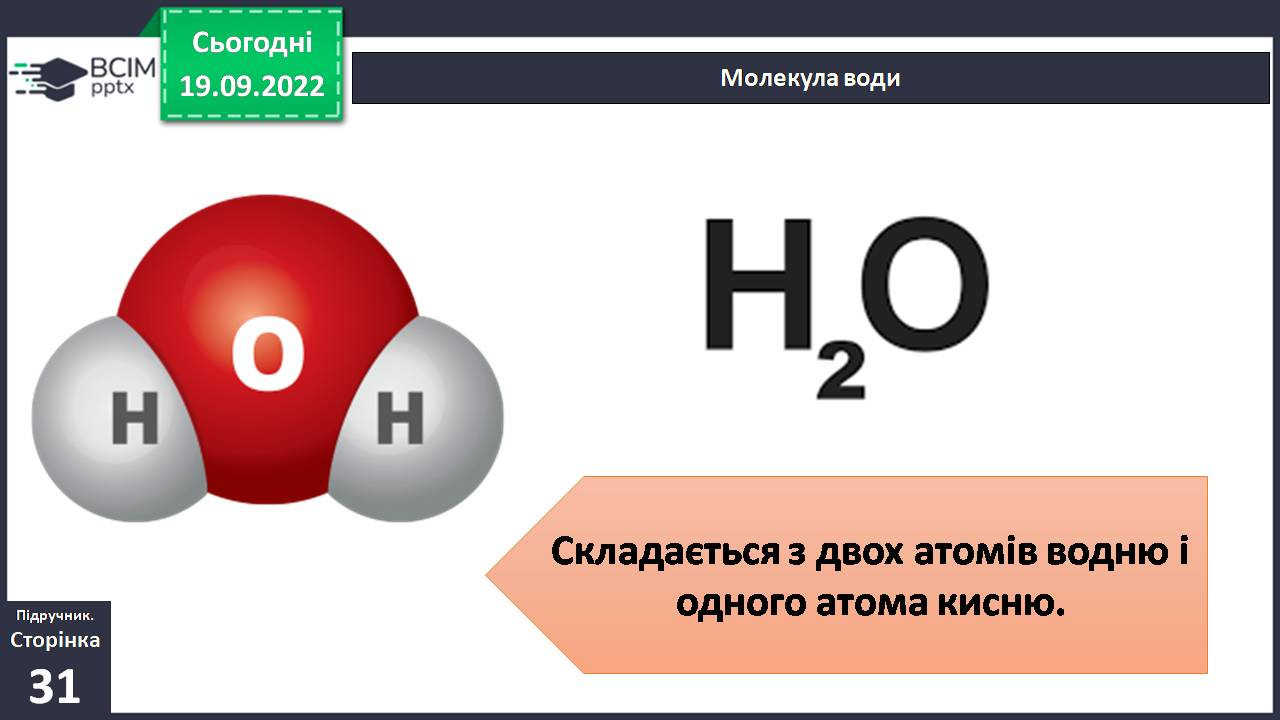 ВСІМ
pptx
Сьогодні
19.09.2022
Молекула води
O
H
H
H₂O
Складається з двох атомів водню і
одного атома кисню.
Підручник.
Сторінка
31